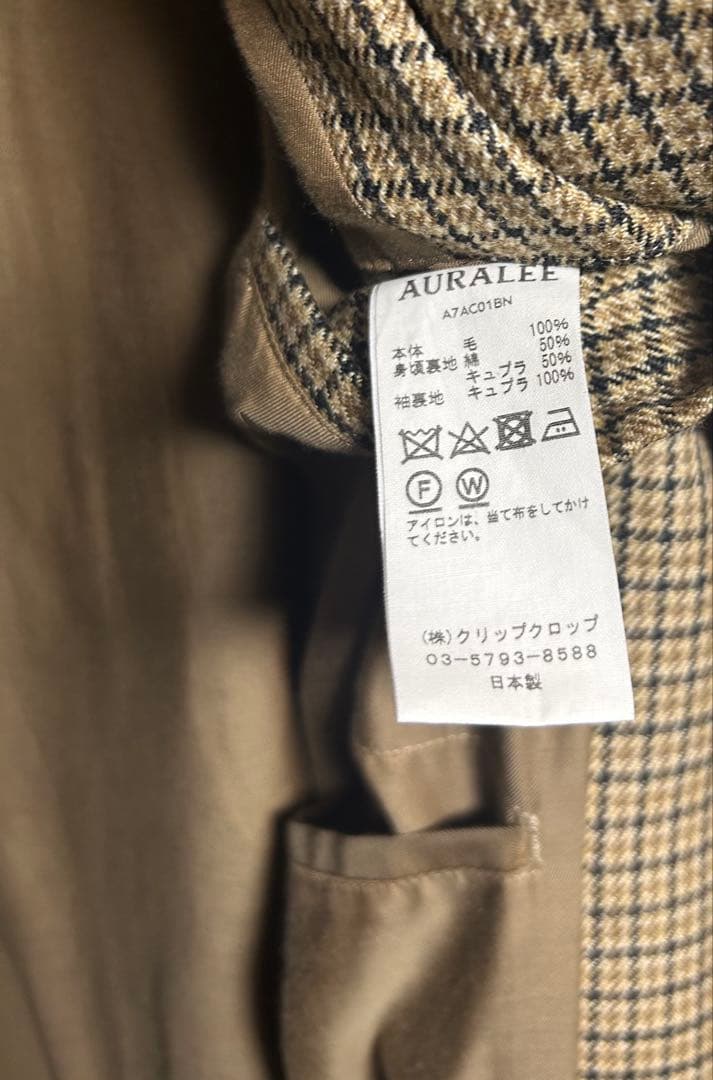 AURALEE
A7AC01BN
本体 毛 100%
身頃裏地 綿 50%
キュプラ 50%
袖裏地 キュプラ 100%
F W
アイロンは、当て布をしてかけ
てください。
(株)クリップクロップ
03-5793-8588
日本製